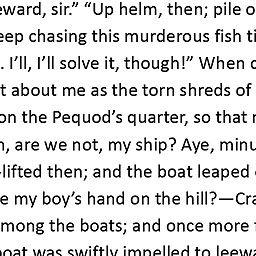 eward, sir.” “Up helm, then; pile o
eep chasing this murderous fish ti
. I’ll, I’ll solve it, though!” When
t about me as the torn shreds of
on the Pequod’s quarter, so that
, are we not, my ship? Aye, minu
lifted then; and the boat leaped
e my boy’s hand on the hill?—Cra
mong the boats; and once more
boat was swiftly impelled to leewa